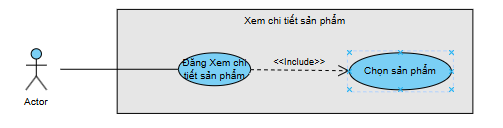 Xem chi tiết sản phẩm
Đăng Xem chi
tiết sản phẩm
<<Include>>
Chọn sản phẩm
Actor